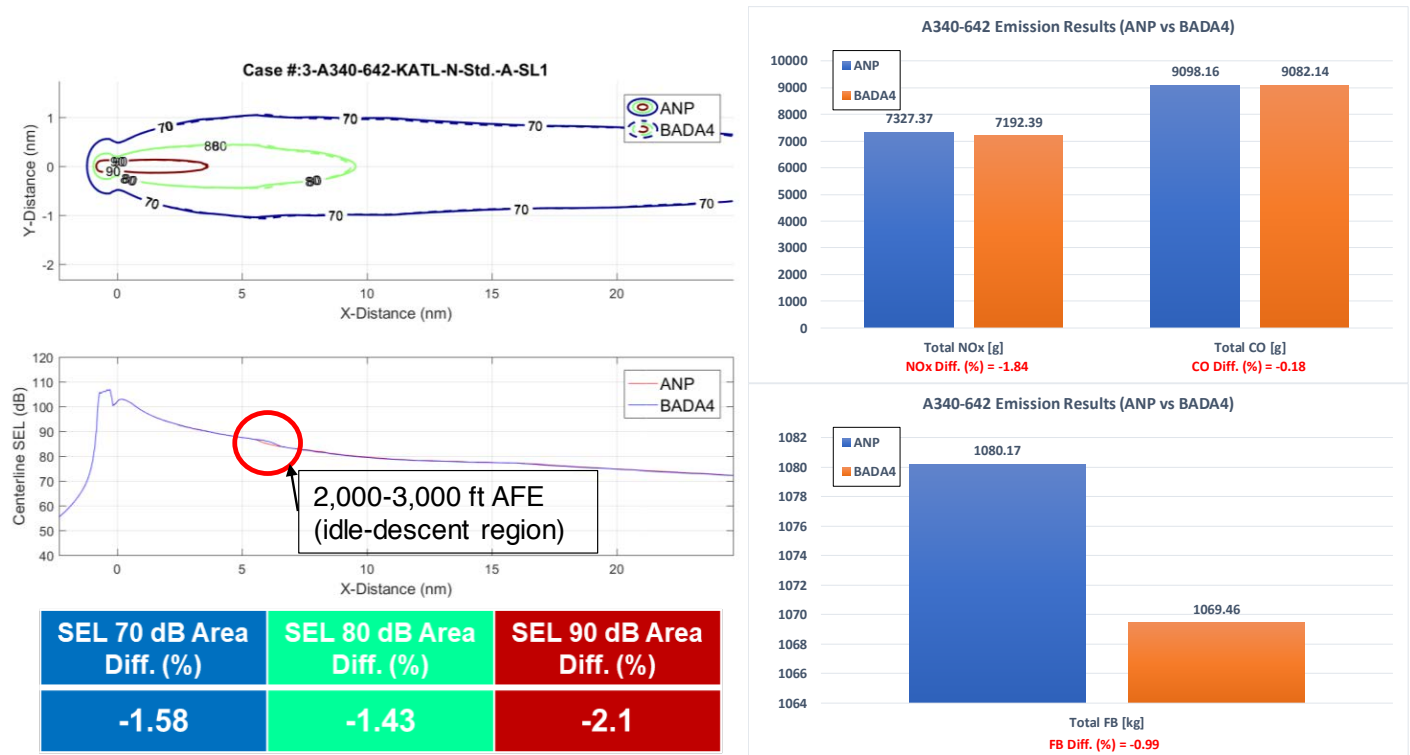 Case #:3-A340-642-KATL-N-Std.-A-SL1
Y-Distance (nm)
1
0
-1
-2
70
70
70
70
ANP
BADA4
880
90
90
80
80
70
70
70
0
5
10
15
20
X-Distance (nm)
Centerline SEL (dB)
120
110
100
90
80
70
60
50
40
ANP
BADA4
2,000-3,000 ft AFE
(idle-descent region)
0
5
10
15
20
X-Distance (nm)
SEL 70 dB Area
Diff. (%)
SEL 80 dB Area
Diff. (%)
SEL 90 dB Area
Diff. (%)
-1.58
-1.43
-2.1
A340-642 Emission Results (ANP vs BADA4)
ANP
BADA4
10000
9000
8000
7000
6000
5000
4000
3000
2000
1000
0
7327.37
7192.39
9098.16
9082.14
Total NOx [g]
NOx Diff. (%) = -1.84
Total CO [g]
CO Diff. (%) = -0.18
A340-642 Emission Results (ANP vs BADA4)
ANP
BADA4
1082
1080
1078
1076
1074
1072
1070
1068
1066
1064
1080.17
1069.46
Total FB [kg]
FB Diff. (%) = -0.99